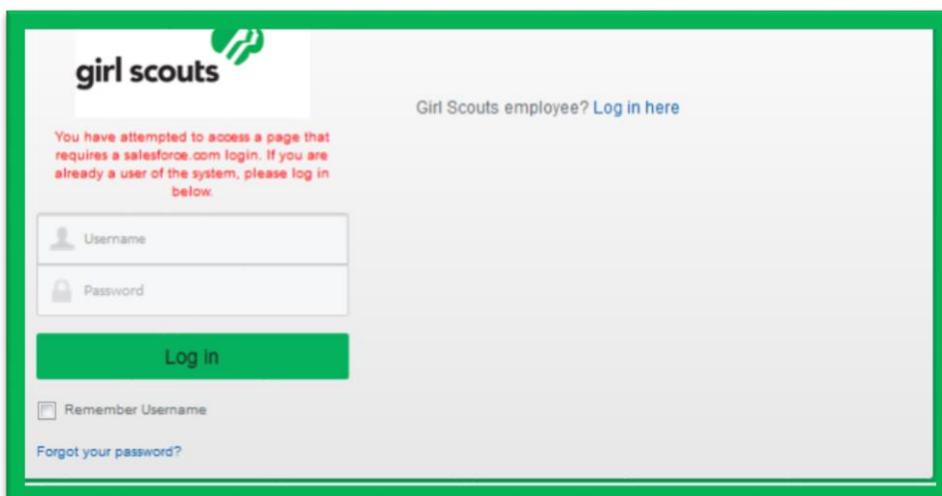 girl scouts
Girl Scouts employee? Log in here
You have attempted to access a page that
requires a salesforce.com login. If you are
already a user of the system, please log in
below.
Username
Password
Log in
Remember Username
Forgot your password?